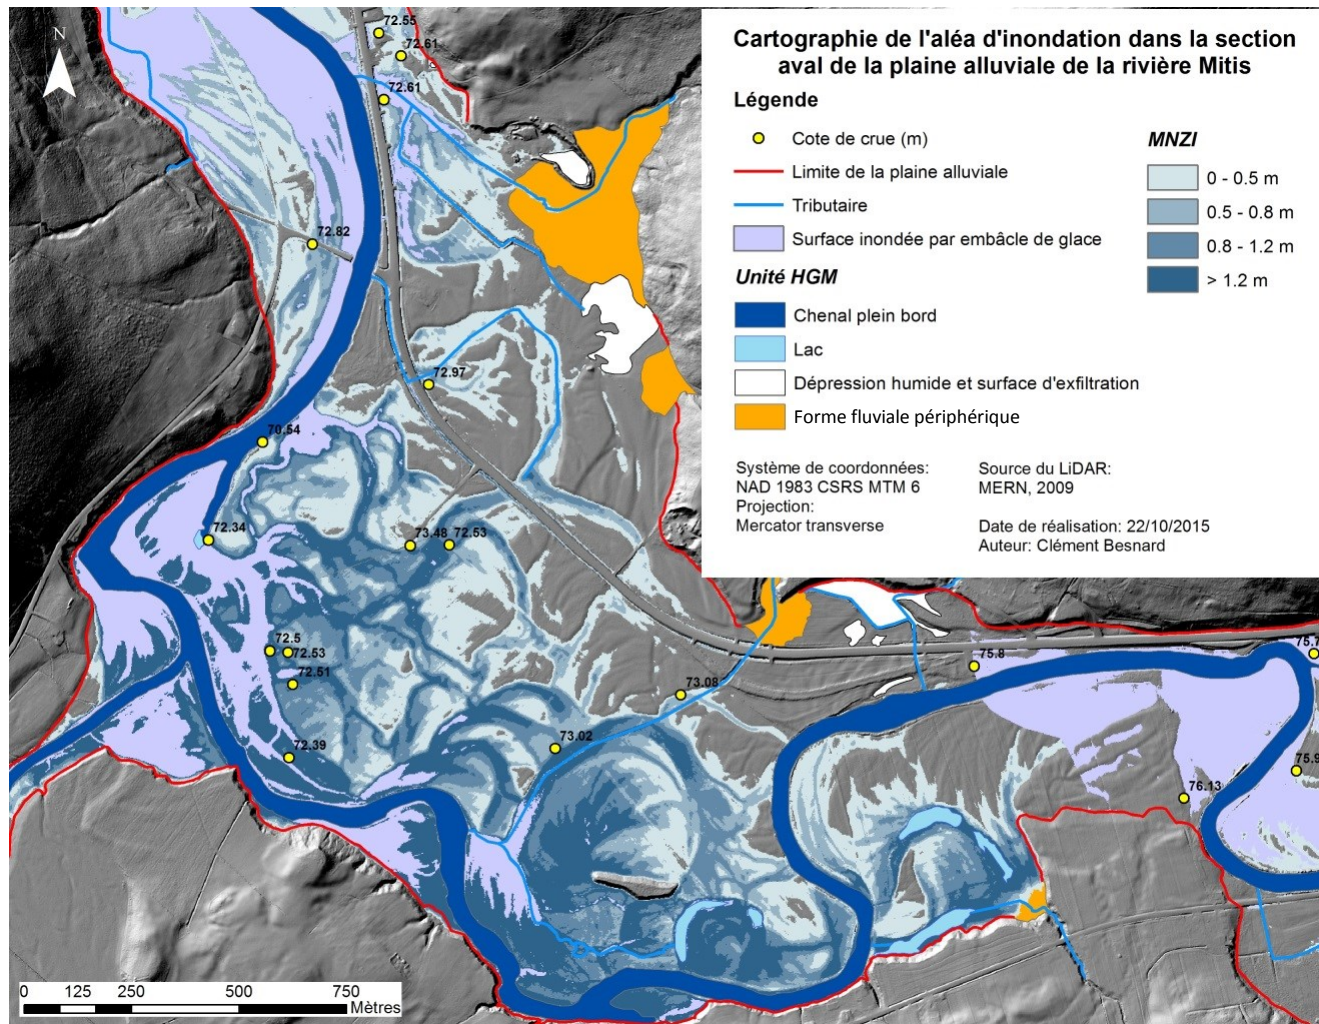 Cartographie de l'aléa d'inondation dans la section
aval de la plaine alluviale de la rivière Mitis
Légende
Cote de crue (m)
Limite de la plaine alluviale
Tributaire
Surface inondée par embâcle de glace
Unité HGM
Chenal plein bord
Lac
Dépression humide et surface d'exfiltration
Forme fluviale périphérique
MNZI
0 - 0.5 m
0.5 - 0.8 m
0.8 - 1.2 m
> 1.2 m
Système de coordonnées:
NAD 1983 CSRS MTM 6
Projection:
Mercator transverse
Source du LiDAR:
MERN, 2009
Date de réalisation: 22/10/2015
Auteur: Clément Besnard
N
72.55
72.61
72.61
72.82
72.97
70.54
72.34
73.48
72.53
72.5
72.53
72.51
72.39
73.02
73.08
75.8
75.7
75.9
76.13
0 125 250 500 750
Mètres